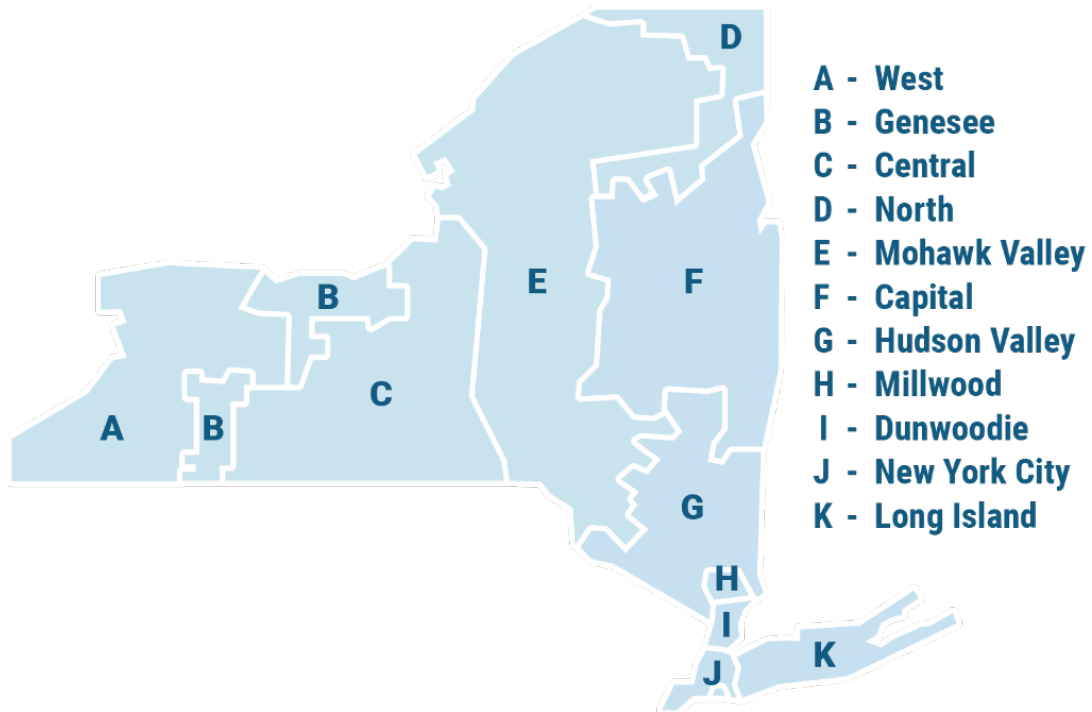 D
A - West
B - Genesee
C - Central
D - North
E - Mohawk Valley
F - Capital
G - Hudson Valley
H - Millwood
I - Dunwoodie
J - New York City
K - Long Island
E
F
B
C
A
B
G
H
I
K
J